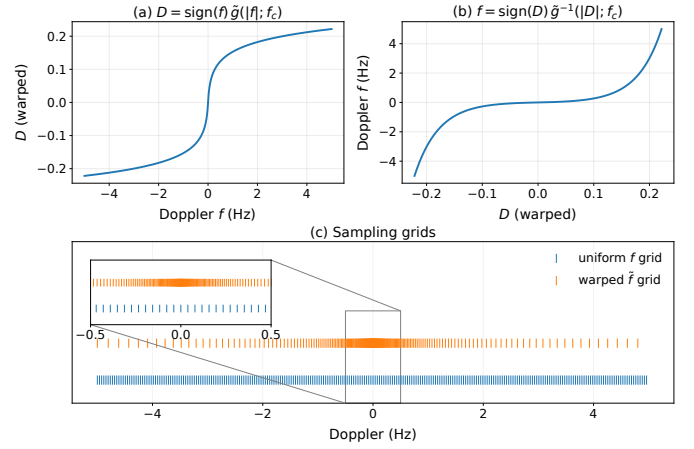 (a) D = sign(f) g̃(|f|; f_c)
0.2
0.1
0.0
−0.1
−0.2
D (warped)
−4 −2 0 2 4
Doppler f (Hz)
(b) f = sign(D) g̃⁻¹(|D|; f_c)
4
2
0
−2
−4
Doppler f (Hz)
−0.2 −0.1 0.0 0.1 0.2
D (warped)
(c) Sampling grids
uniform f grid
warped f̃ grid
−0.5 0.0 0.5
−4 −2 0 2 4
Doppler (Hz)